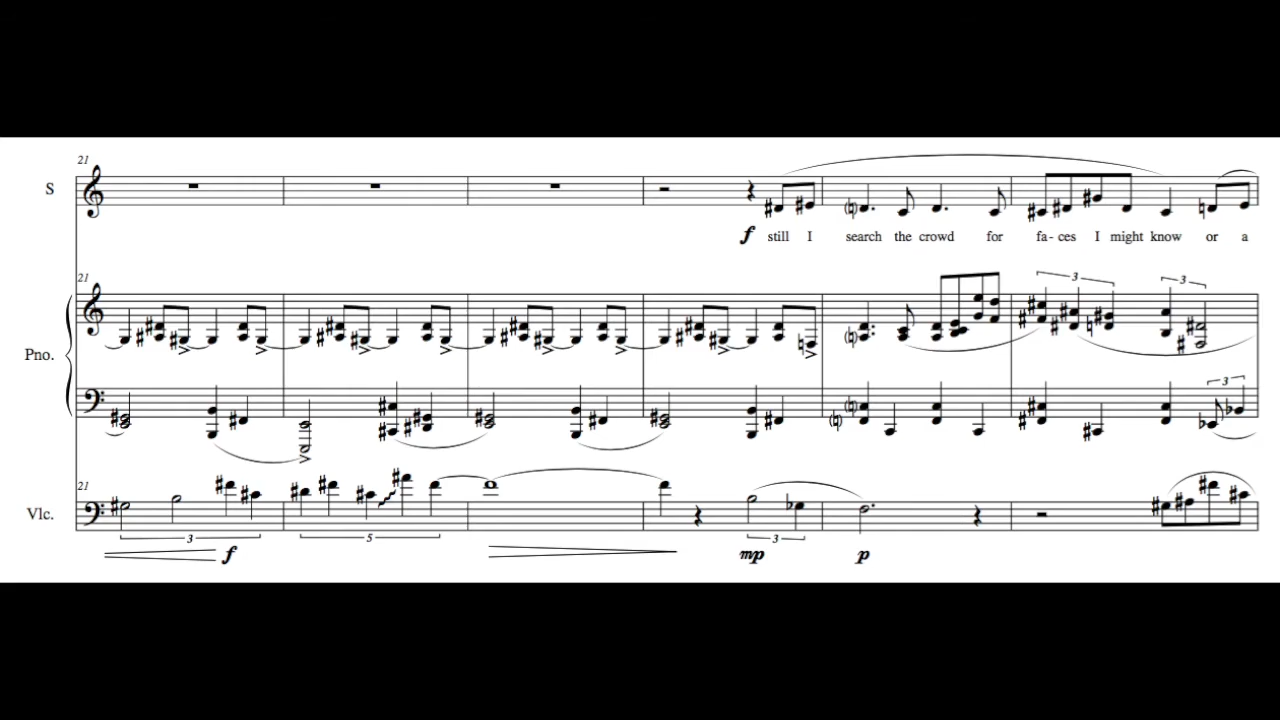 21
S
f still I search the crowd for fa- ces I might know or a
21
3 3
Pno.
3
21
Vlc.
3 5 3
f mp p